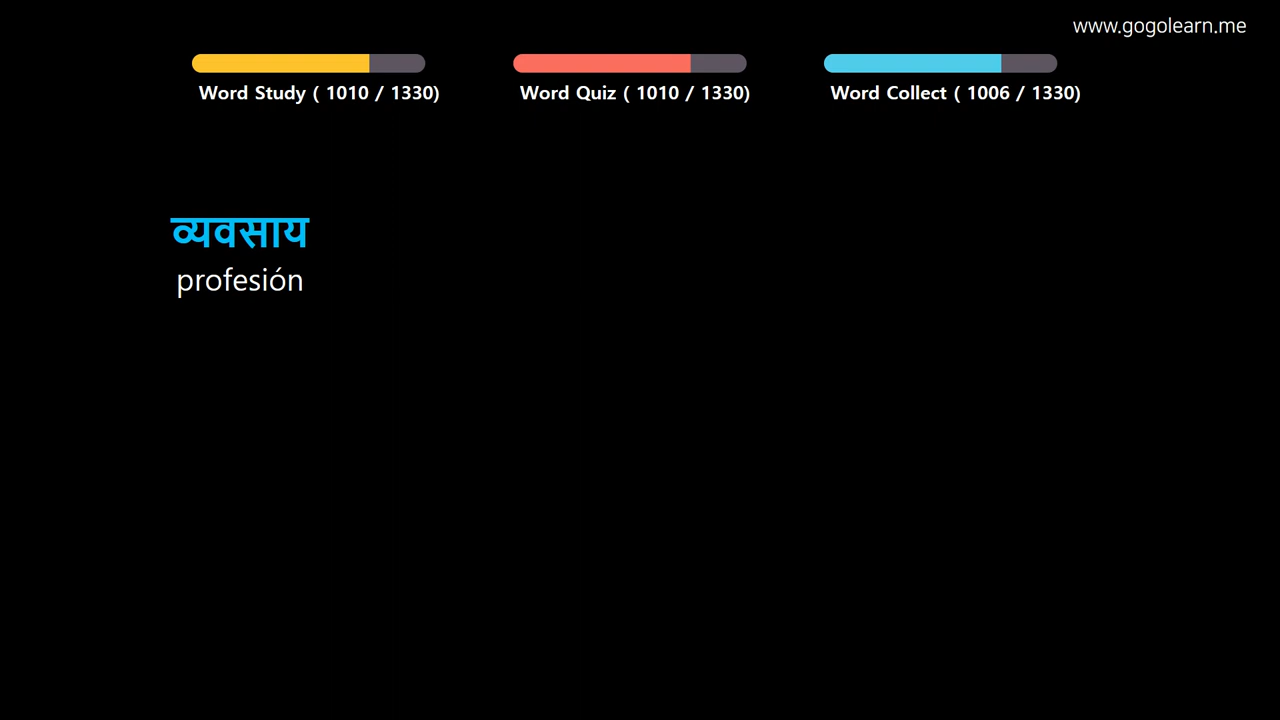 www.gogolearn.me
Word Study ( 1010 / 1330)
Word Quiz ( 1010 / 1330)
Word Collect ( 1006 / 1330)
व्यवसाय
profesión